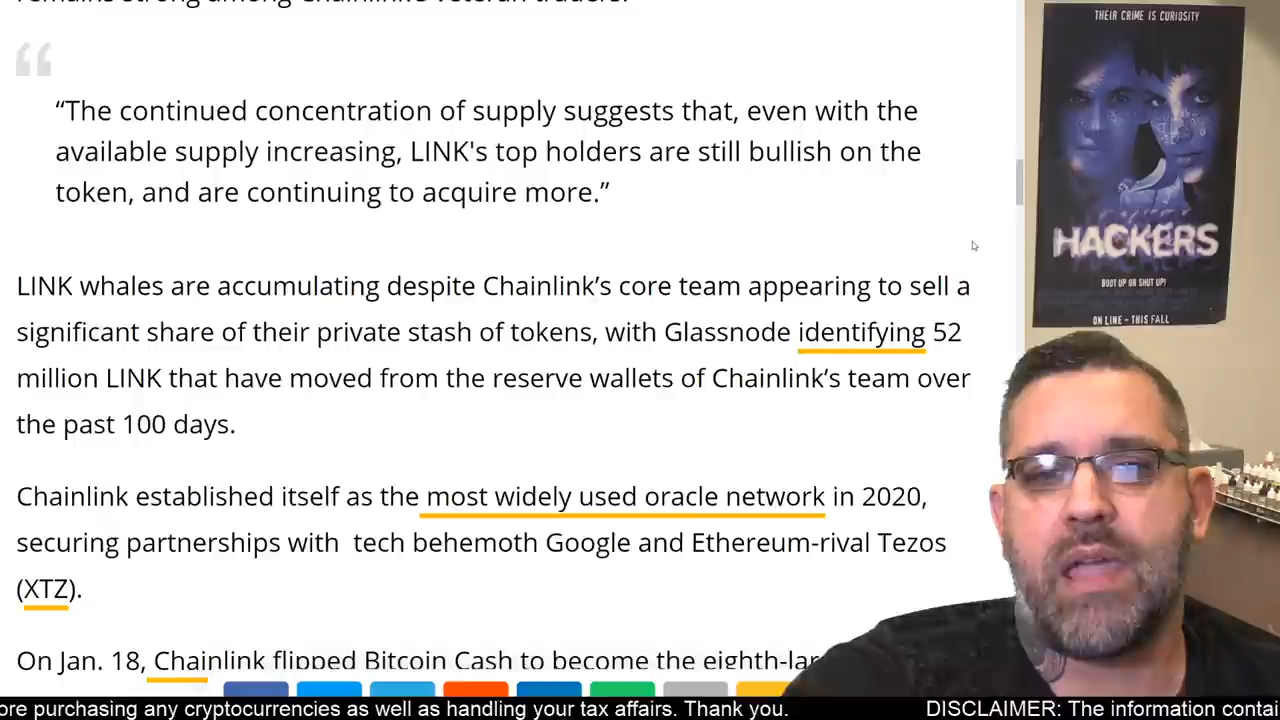 “The continued concentration of supply suggests that, even with the
available supply increasing, LINK's top holders are still bullish on the
token, and are continuing to acquire more.”
LINK whales are accumulating despite Chainlink’s core team appearing to sell a
significant share of their private stash of tokens, with Glassnode identifying 52
million LINK that have moved from the reserve wallets of Chainlink’s team over
the past 100 days.
Chainlink established itself as the most widely used oracle network in 2020,
securing partnerships with tech behemoth Google and Ethereum-rival Tezos
(XTZ).
On Jan. 18, Chainlink flipped Bitcoin Cash to become the
THEIR CRIME IS CURIOSITY
HACKERS
BOOT UP OR SHUT UP!
ON LINE - THIS FALL
purchasing any cryptocurrencies as well as handling your tax affairs. Thank you. DISCLAIMER: The information